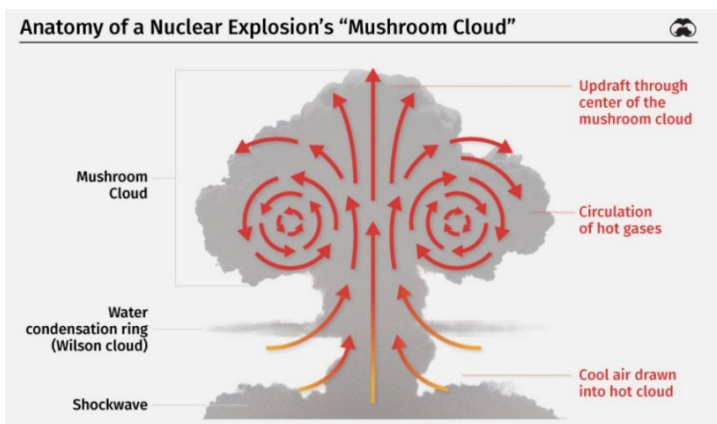 Anatomy of a Nuclear Explosion's “Mushroom Cloud”
Updraft through
center of the
mushroom cloud
Mushroom
Cloud
Circulation
of hot gases
Water
condensation ring
(Wilson cloud)
Cool air drawn
into hot cloud
Shockwave